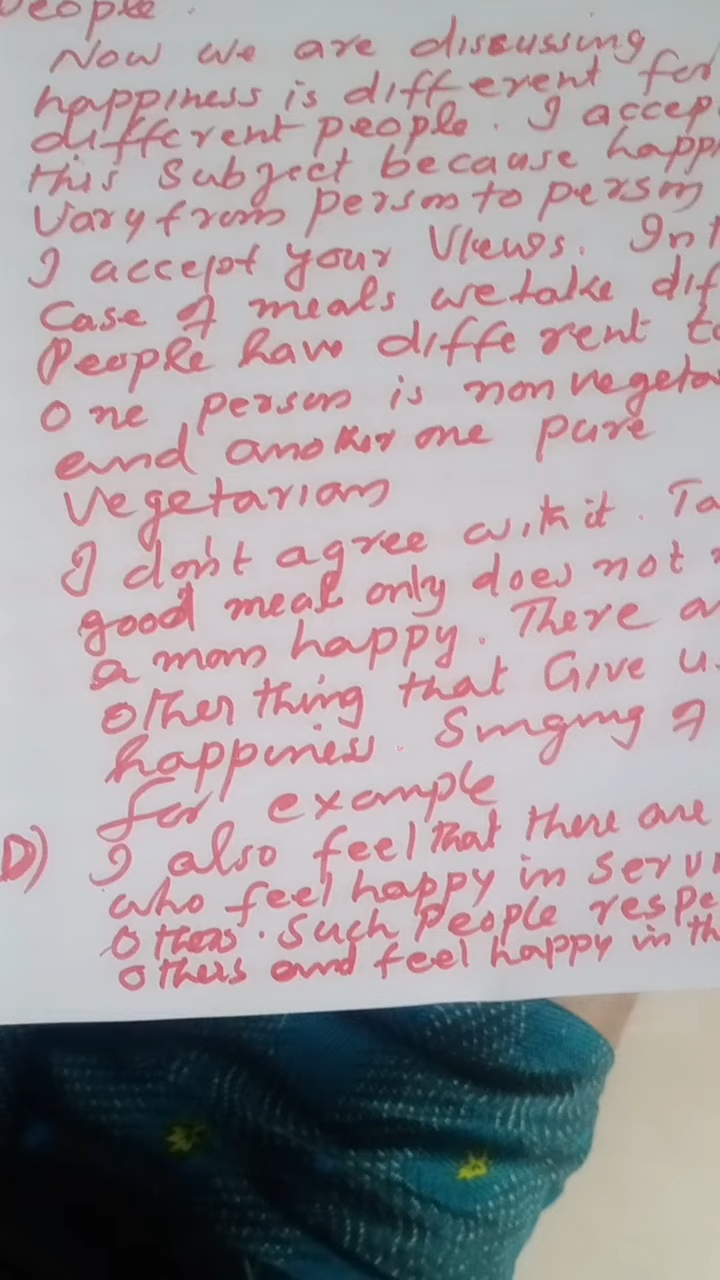 people.
Now we are discussing
happiness is different for
different people. I accep
this Subject because happi
vary from person to person
I accept your views. In t
case of meals we take dif
People have different t
One person is non vegeta
and another one pure
vegetarian
I don't agree with it. Ta
good meal only does not
a man happy. There a
other thing that Give u
happiness. Singing
for example
D) I also feel that there are
who feel happy in servi
others. Such People respe
others and feel happy in th